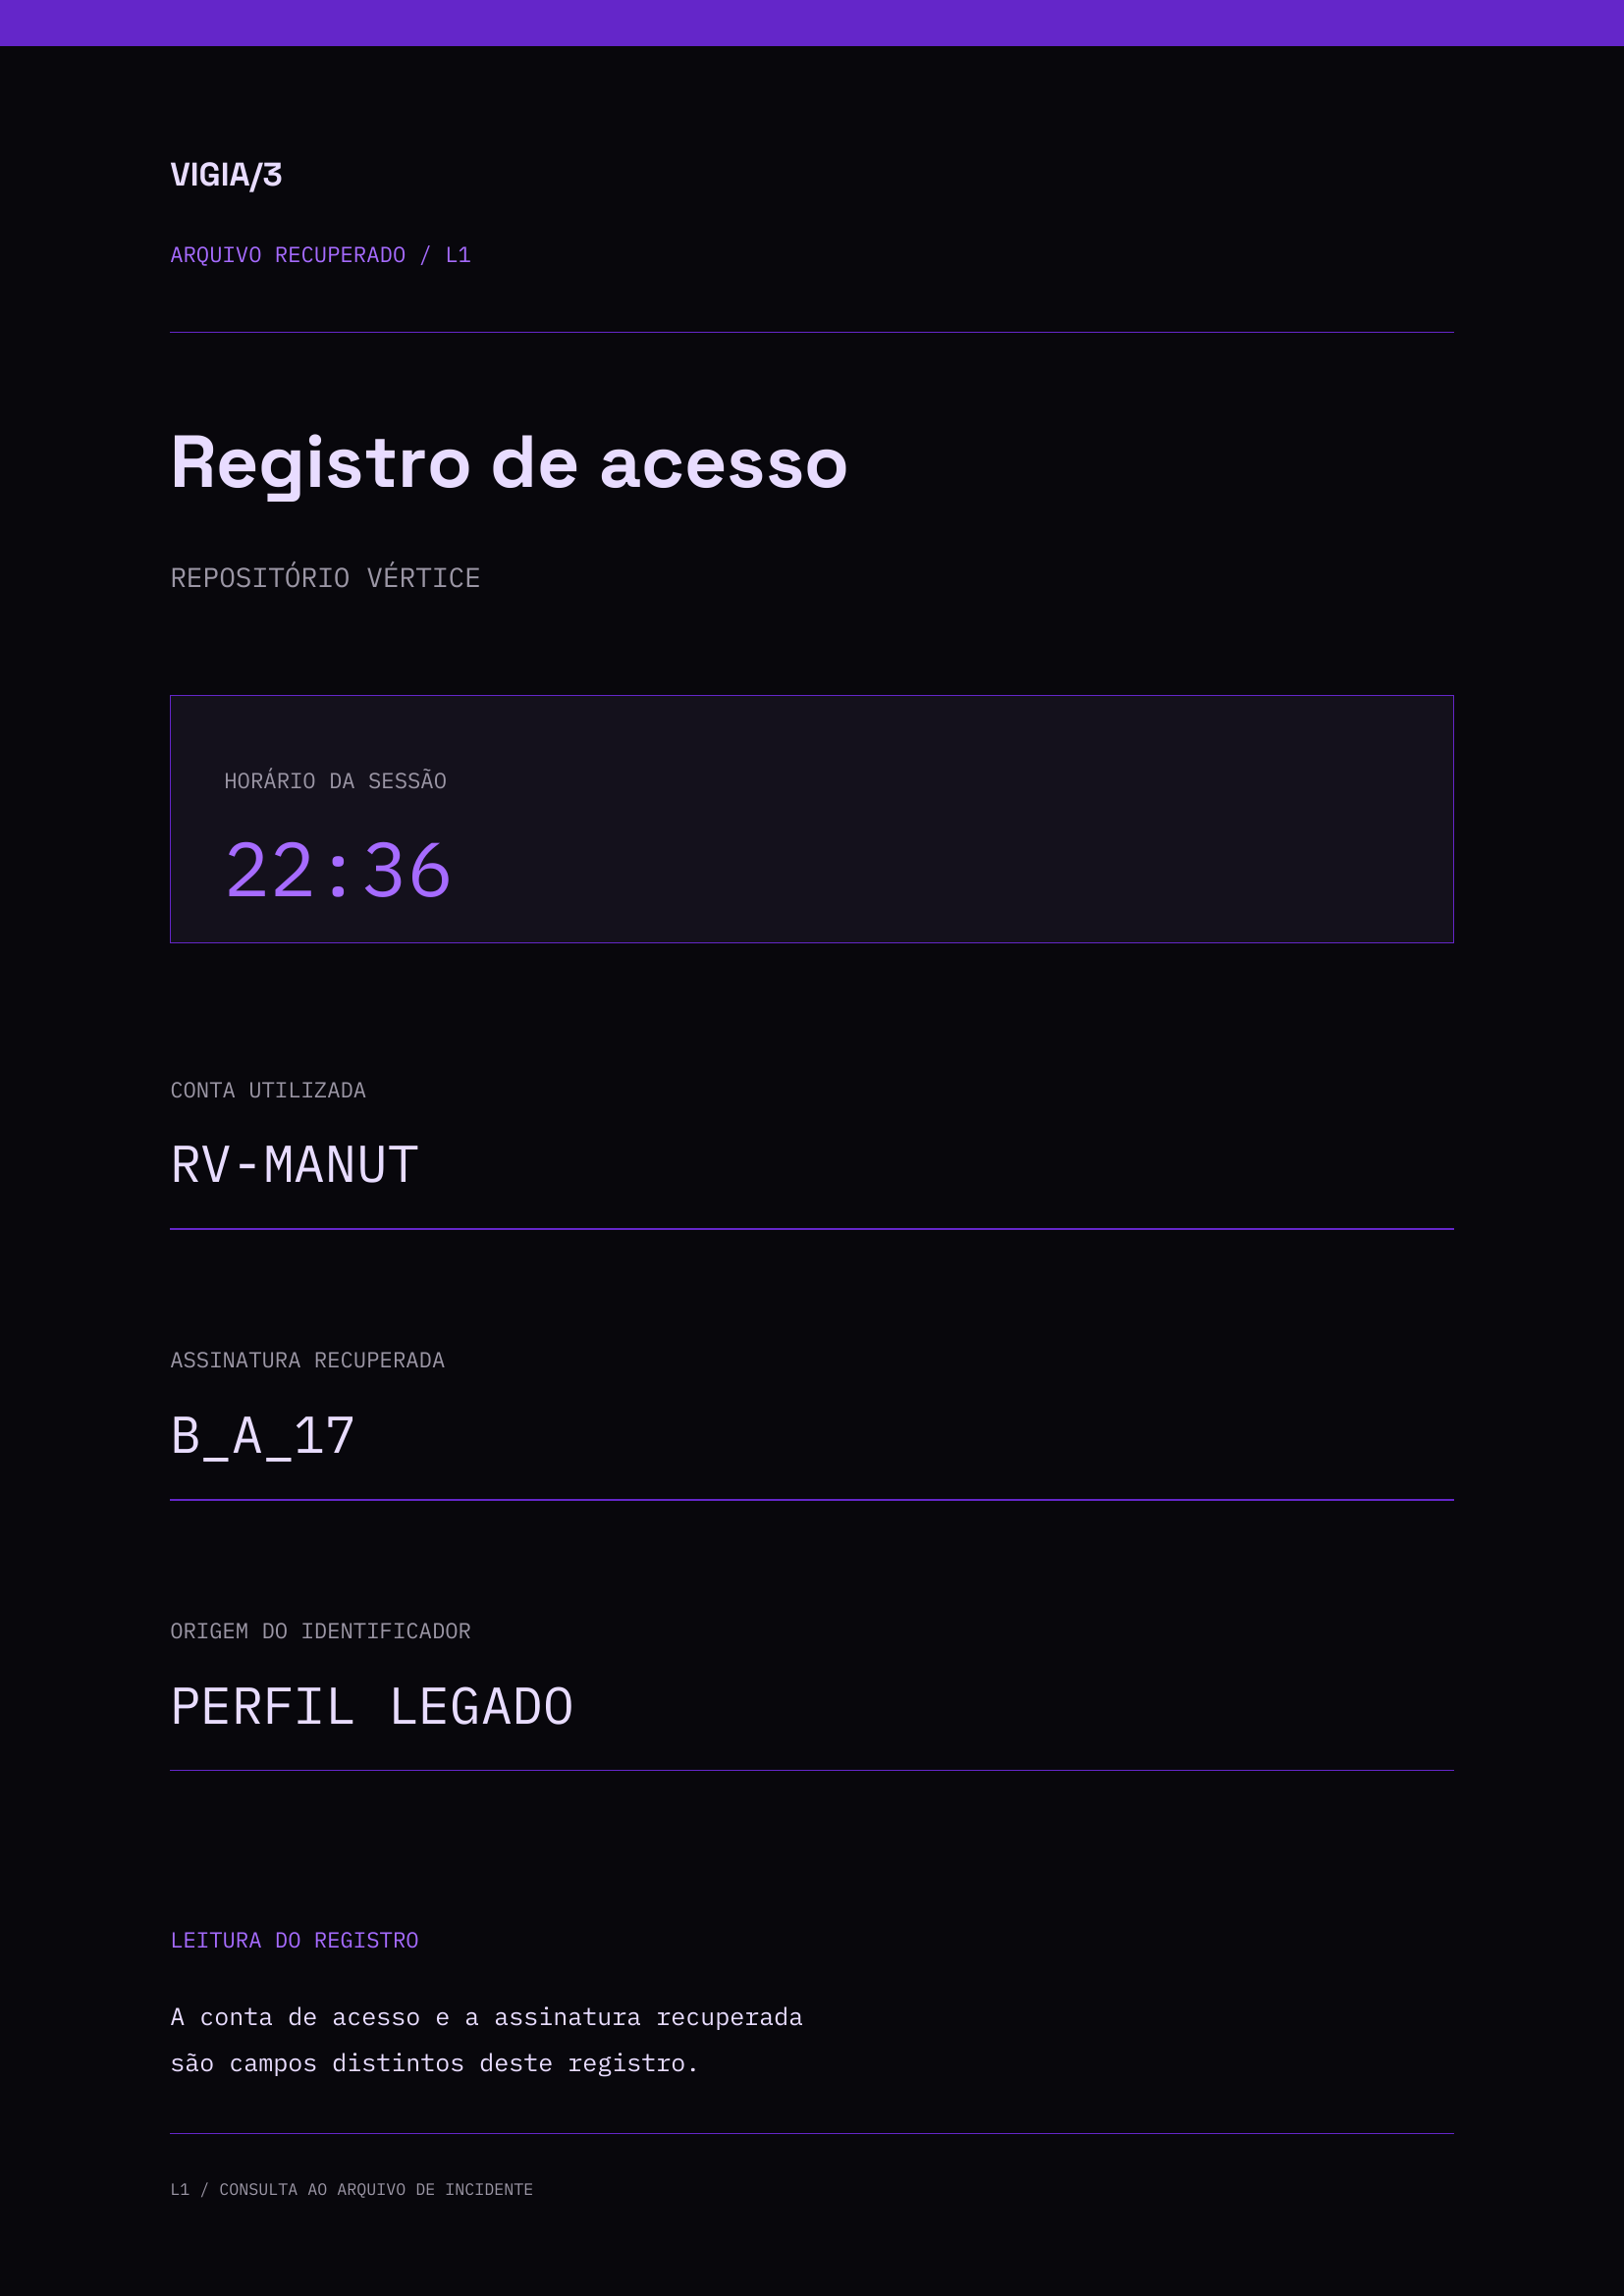 VIGIA/3
ARQUIVO RECUPERADO / L1
Registro de acesso
REPOSITÓRIO VÉRTICE
HORÁRIO DA SESSÃO
22:36
CONTA UTILIZADA
RV-MANUT
ASSINATURA RECUPERADA
B_A_17
ORIGEM DO IDENTIFICADOR
PERFIL LEGADO
LEITURA DO REGISTRO
A conta de acesso e a assinatura recuperada
são campos distintos deste registro.
L1 / CONSULTA AO ARQUIVO DE INCIDENTE